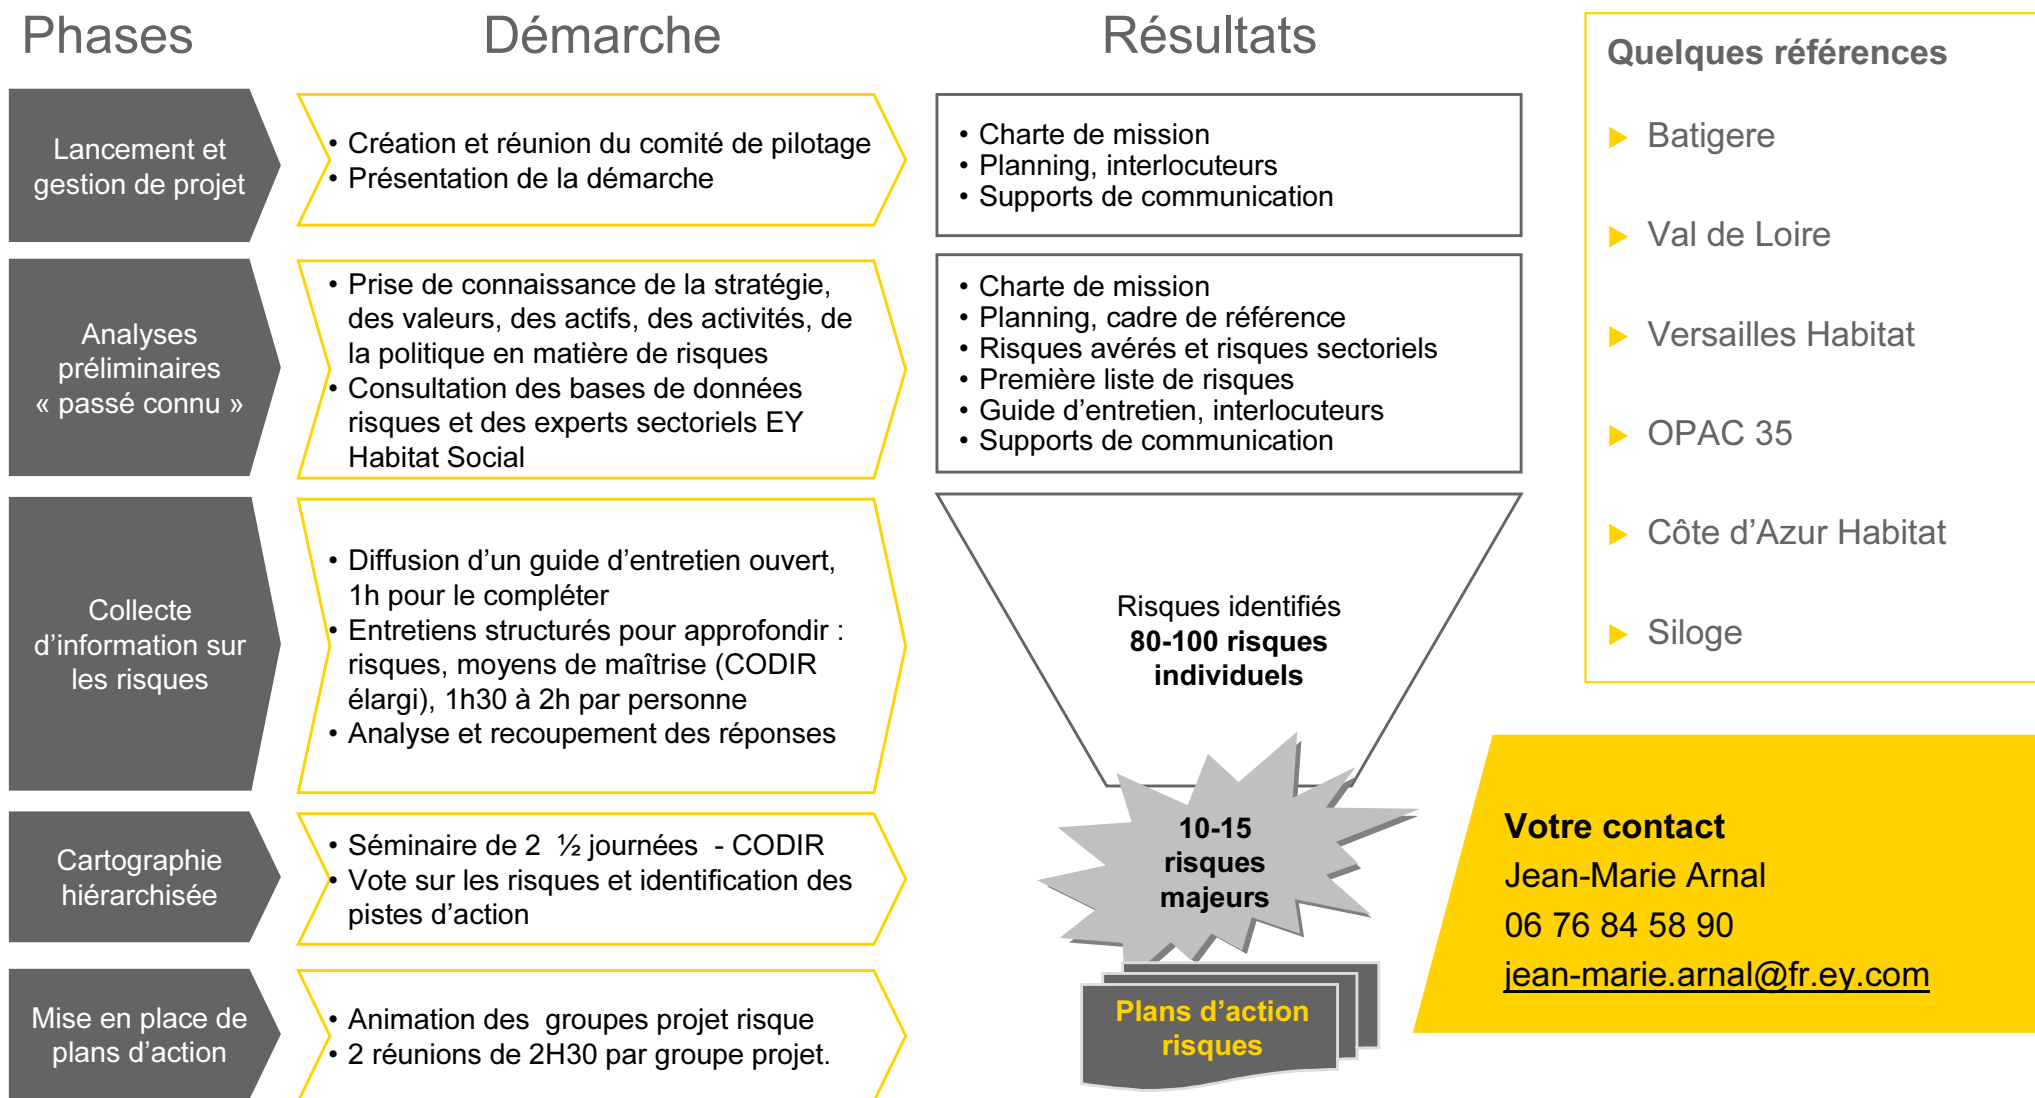 Phases
Démarche
Résultats
Lancement et
gestion de projet
• Création et réunion du comité de pilotage
• Présentation de la démarche
• Charte de mission
• Planning, interlocuteurs
• Supports de communication
Analyses
préliminaires
« passé connu »
• Prise de connaissance de la stratégie,
des valeurs, des actifs, des activités, de
la politique en matière de risques
• Consultation des bases de données
risques et des experts sectoriels EY
Habitat Social
• Charte de mission
• Planning, cadre de référence
• Risques avérés et risques sectoriels
• Première liste de risques
• Guide d’entretien, interlocuteurs
• Supports de communication
Collecte
d’information sur
les risques
• Diffusion d’un guide d’entretien ouvert,
1h pour le compléter
• Entretiens structurés pour approfondir :
risques, moyens de maîtrise (CODIR
élargi), 1h30 à 2h par personne
• Analyse et recoupement des réponses
Risques identifiés
80-100 risques
individuels
Cartographie
hiérarchisée
• Séminaire de 2 ½ journées - CODIR
• Vote sur les risques et identification des
pistes d’action
10-15
risques
majeurs
Mise en place de
plans d’action
• Animation des groupes projet risque
• 2 réunions de 2H30 par groupe projet.
Plans d’action
risques
Quelques références
Batigere
Val de Loire
Versailles Habitat
OPAC 35
Côte d’Azur Habitat
Siloge
Votre contact
Jean-Marie Arnal
06 76 84 58 90
jean-marie.arnal@fr.ey.com